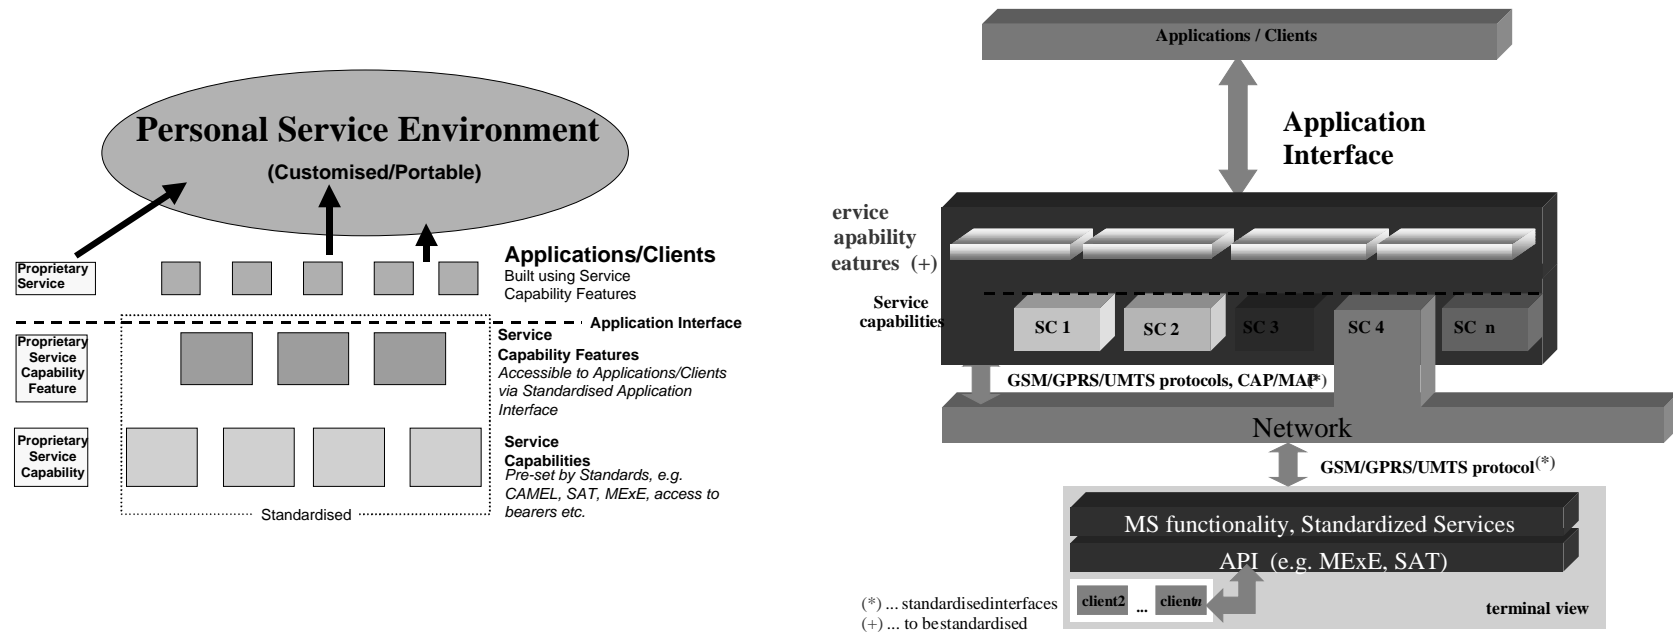 Personal Service Environment
(Customised/Portable)
Proprietary
Service
Applications/Clients
Built using Service
Capability Features
Application Interface
Proprietary
Service
Capability
Feature
Service
Capability Features
Accessible to Applications/Clients
via Standardised Application
Interface
Proprietary
Service
Capability
Service
Capabilities
Pre-set by Standards, e.g.
CAMEL, SAT, MExE, access to
bearers etc.
Standardised
Applications / Clients
Application
Interface
ervice
apability
eatures (+)
Service
capabilities
SC 1
SC 2
SC 3
SC 4
SC n
GSM/GPRS/UMTS protocols, CAP/MAP(*)
Network
GSM/GPRS/UMTS protocol(*)
MS functionality, Standardized Services
API (e.g. MExE, SAT)
client2 ... clientn
terminal view
(*) ... standardisedinterfaces
(+) ... to bestandardised